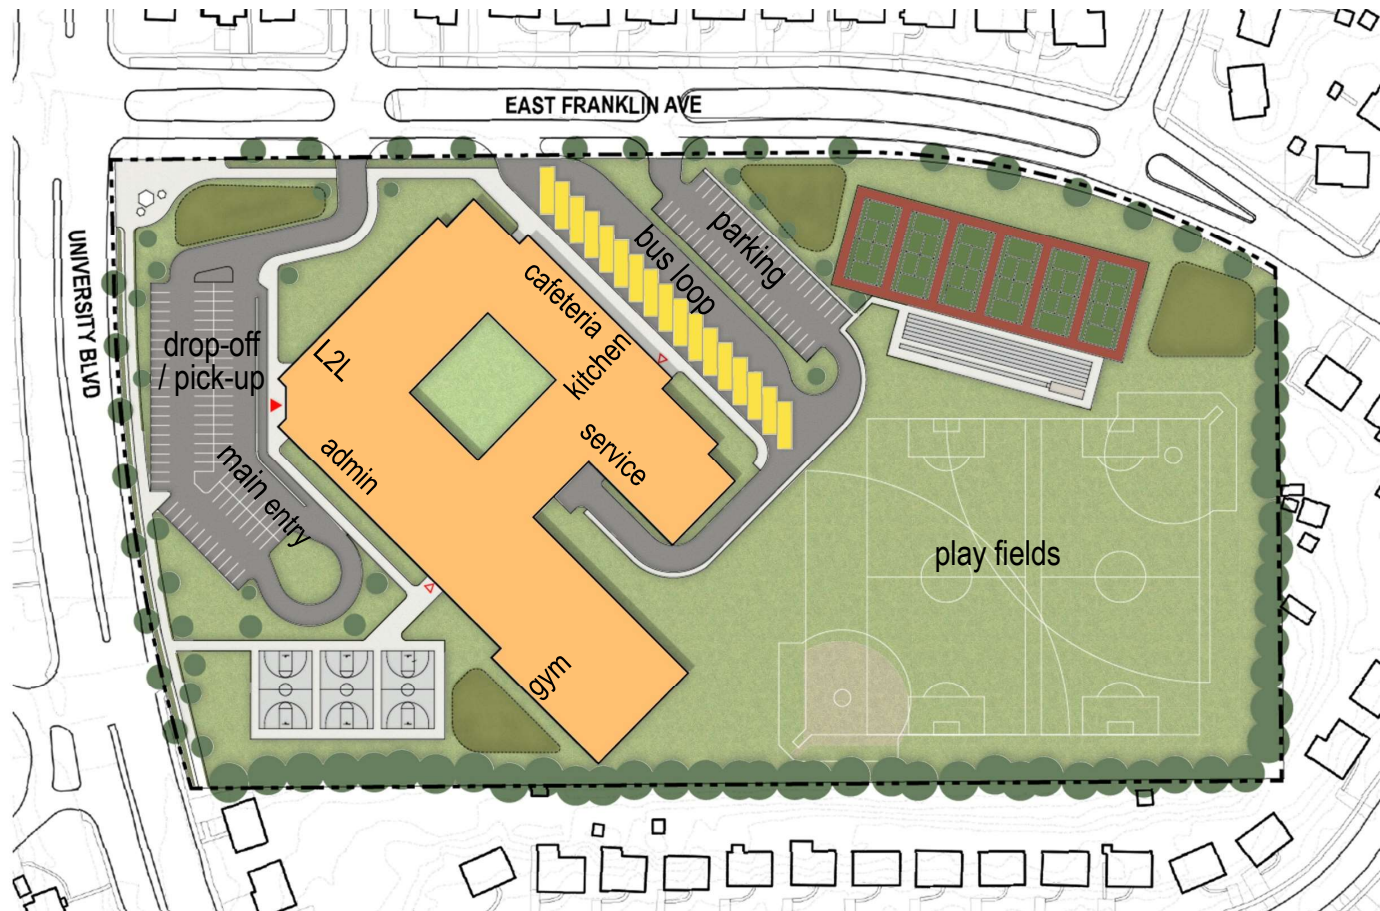 EAST FRANKLIN AVE
UNIVERSITY BLVD
parking
bus loop
cafeteria
kitchen
drop-off
/ pick-up
L2L
admin
service
main entry
play fields
gym